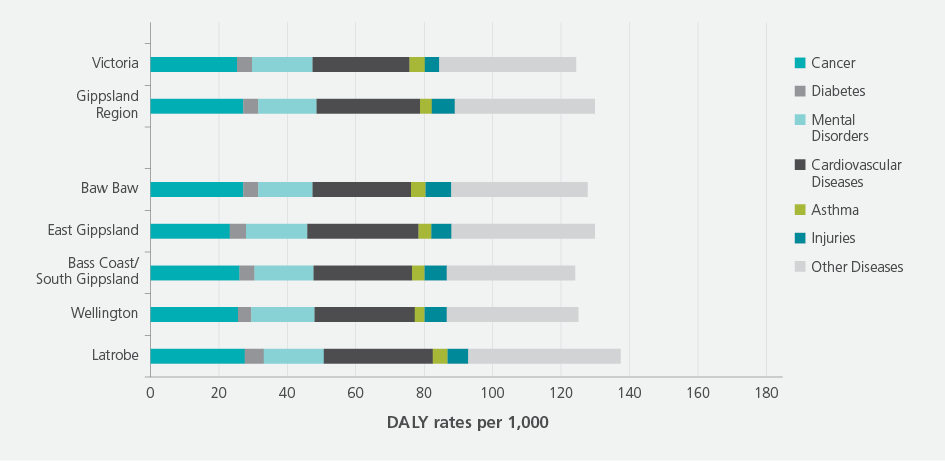 Victoria
Gippsland
Region
Baw Baw
East Gippsland
Bass Coast/
South Gippsland
Wellington
Latrobe
0 20 40 60 80 100 120 140 160 180
DALY rates per 1,000
Cancer
Diabetes
Mental
Disorders
Cardiovascular
Diseases
Asthma
Injuries
Other Diseases